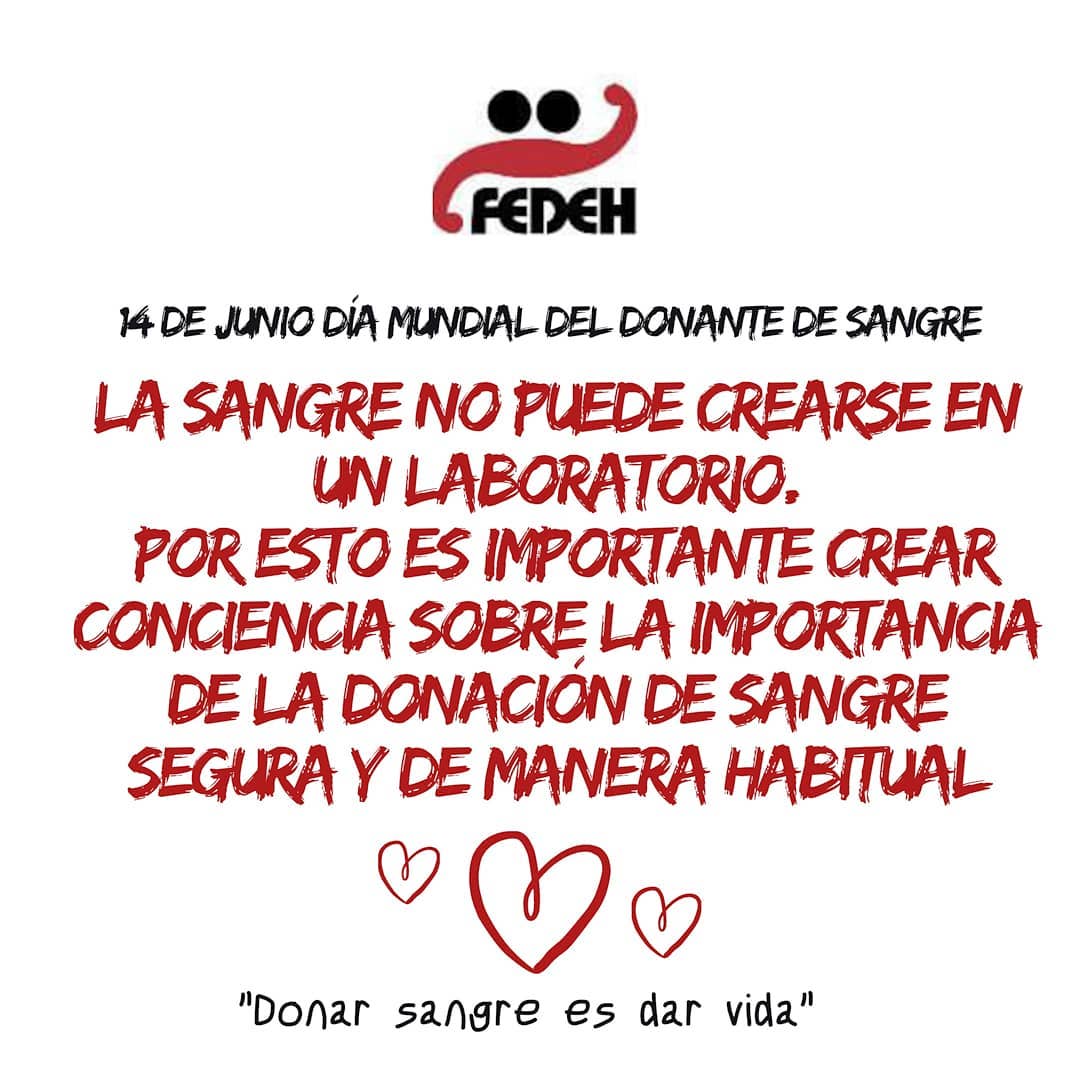 FEDEH
14 DE JUNIO DÍA MUNDIAL DEL DONANTE DE SANGRE
LA SANGRE NO PUEDE CREARSE EN
UN LABORATORIO.
POR ESTO ES IMPORTANTE CREAR
CONCIENCIA SOBRE LA IMPORTANCIA
DE LA DONACIÓN DE SANGRE
SEGURA Y DE MANERA HABITUAL
"Donar sangre es dar vida"